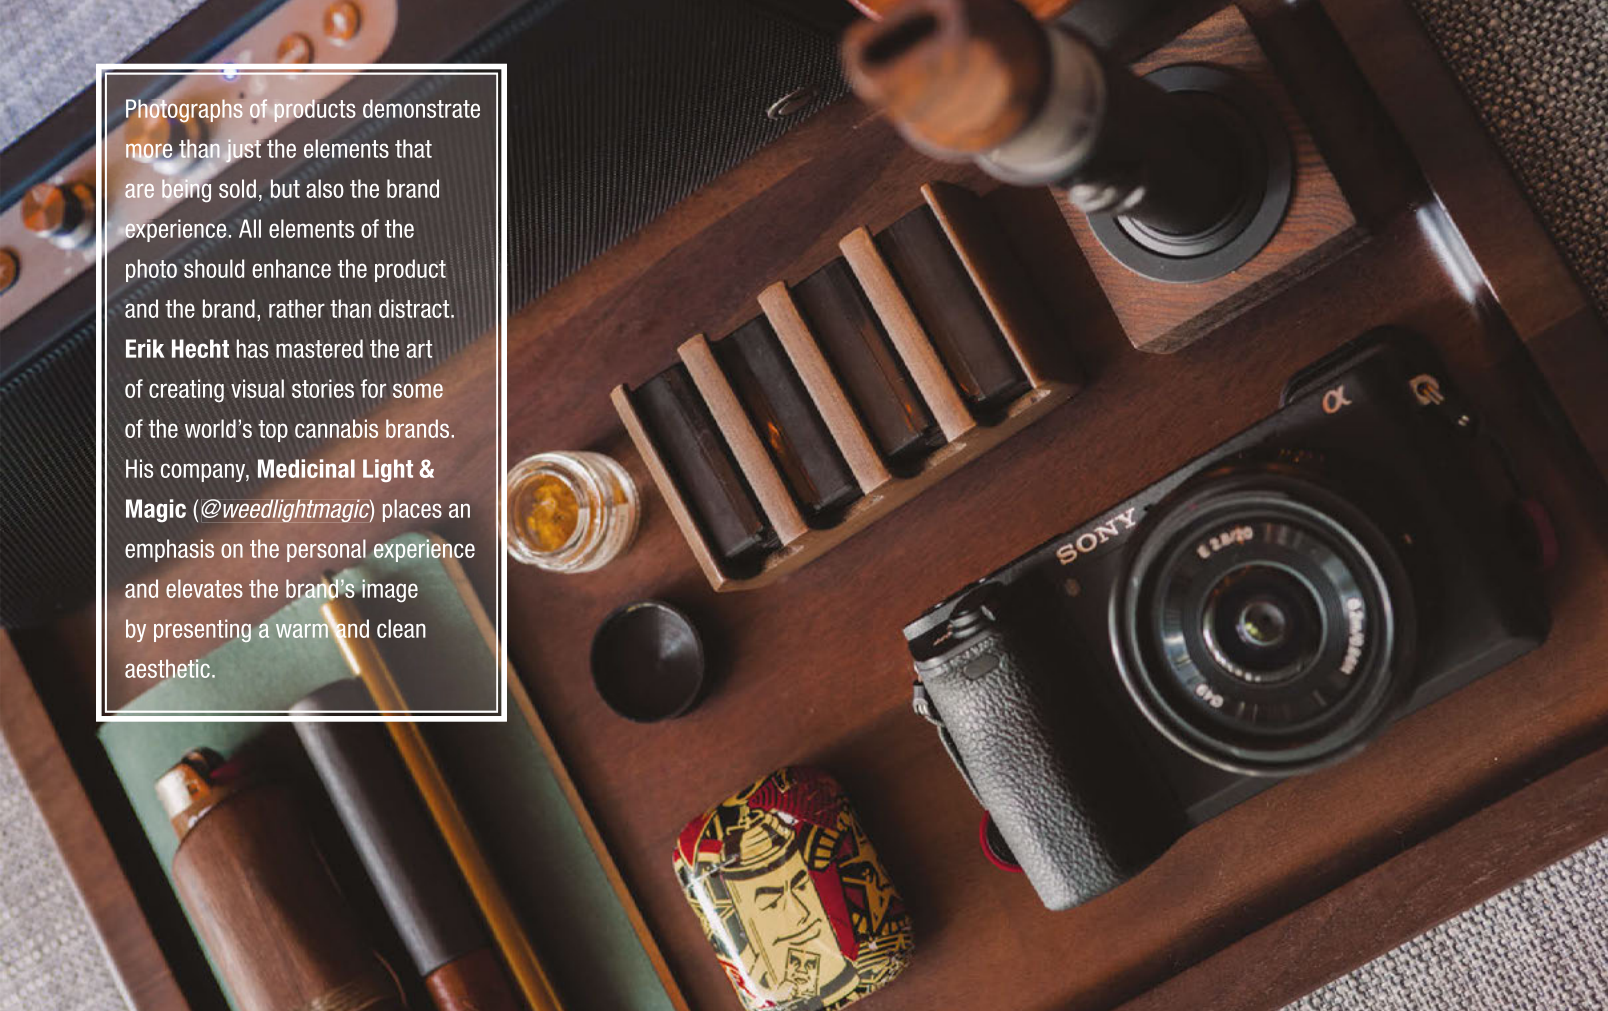 Photographs of products demonstrate
more than just the elements that
are being sold, but also the brand
experience. All elements of the
photo should enhance the product
and the brand, rather than distract.
Erik Hecht has mastered the art
of creating visual stories for some
of the world’s top cannabis brands.
His company, Medicinal Light &
Magic (@weedlightmagic) places an
emphasis on the personal experience
and elevates the brand’s image
by presenting a warm and clean
aesthetic.
α
SONY
E 2.8/20
Ø49